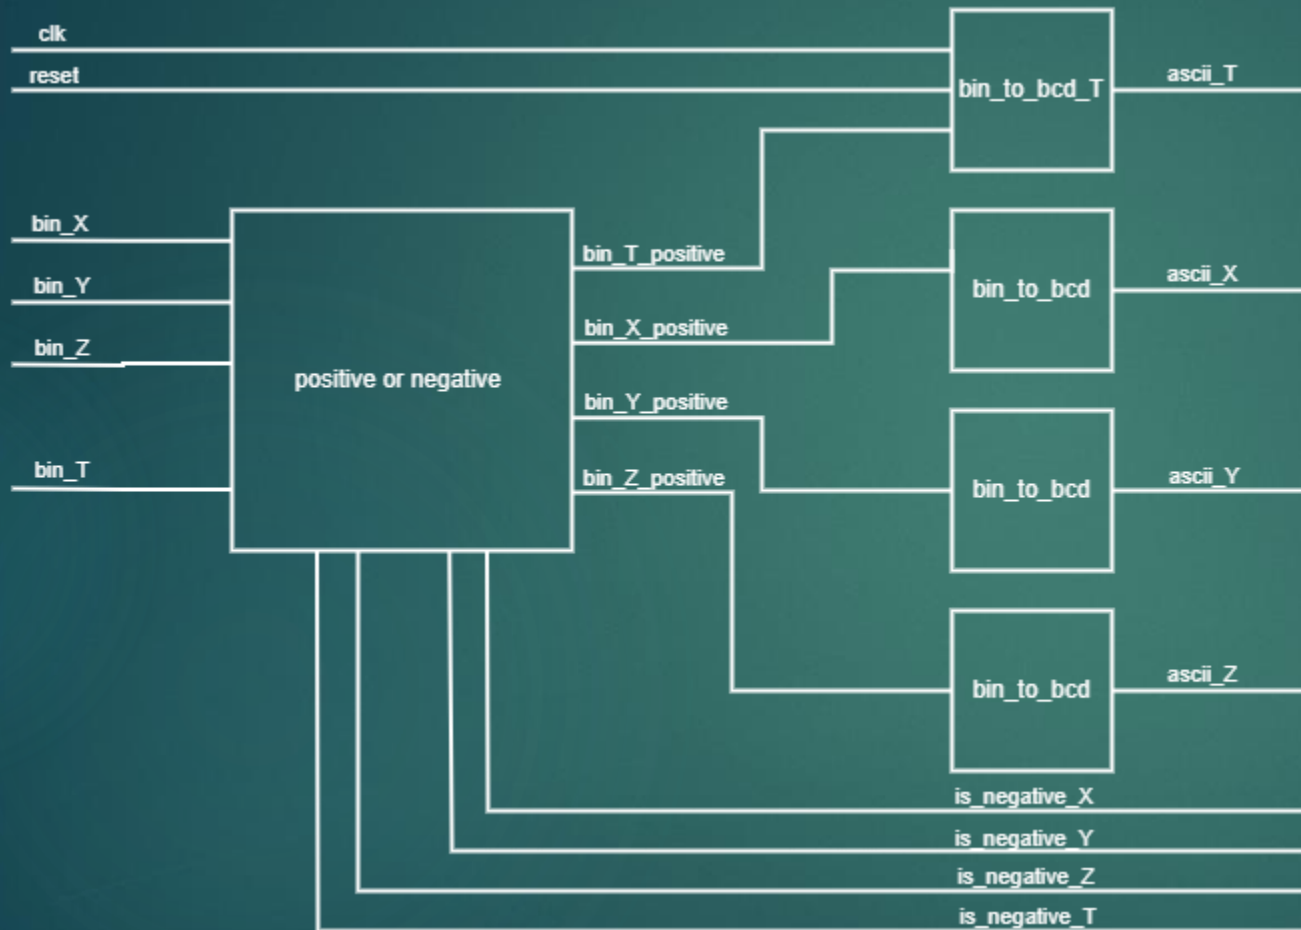 clk
reset
bin_to_bcd_T
ascii_T
bin_X
bin_Y
bin_Z
bin_T
positive or negative
bin_T_positive
bin_X_positive
bin_Y_positive
bin_Z_positive
bin_to_bcd
ascii_X
bin_to_bcd
ascii_Y
bin_to_bcd
ascii_Z
is_negative_X
is_negative_Y
is_negative_Z
is_negative_T